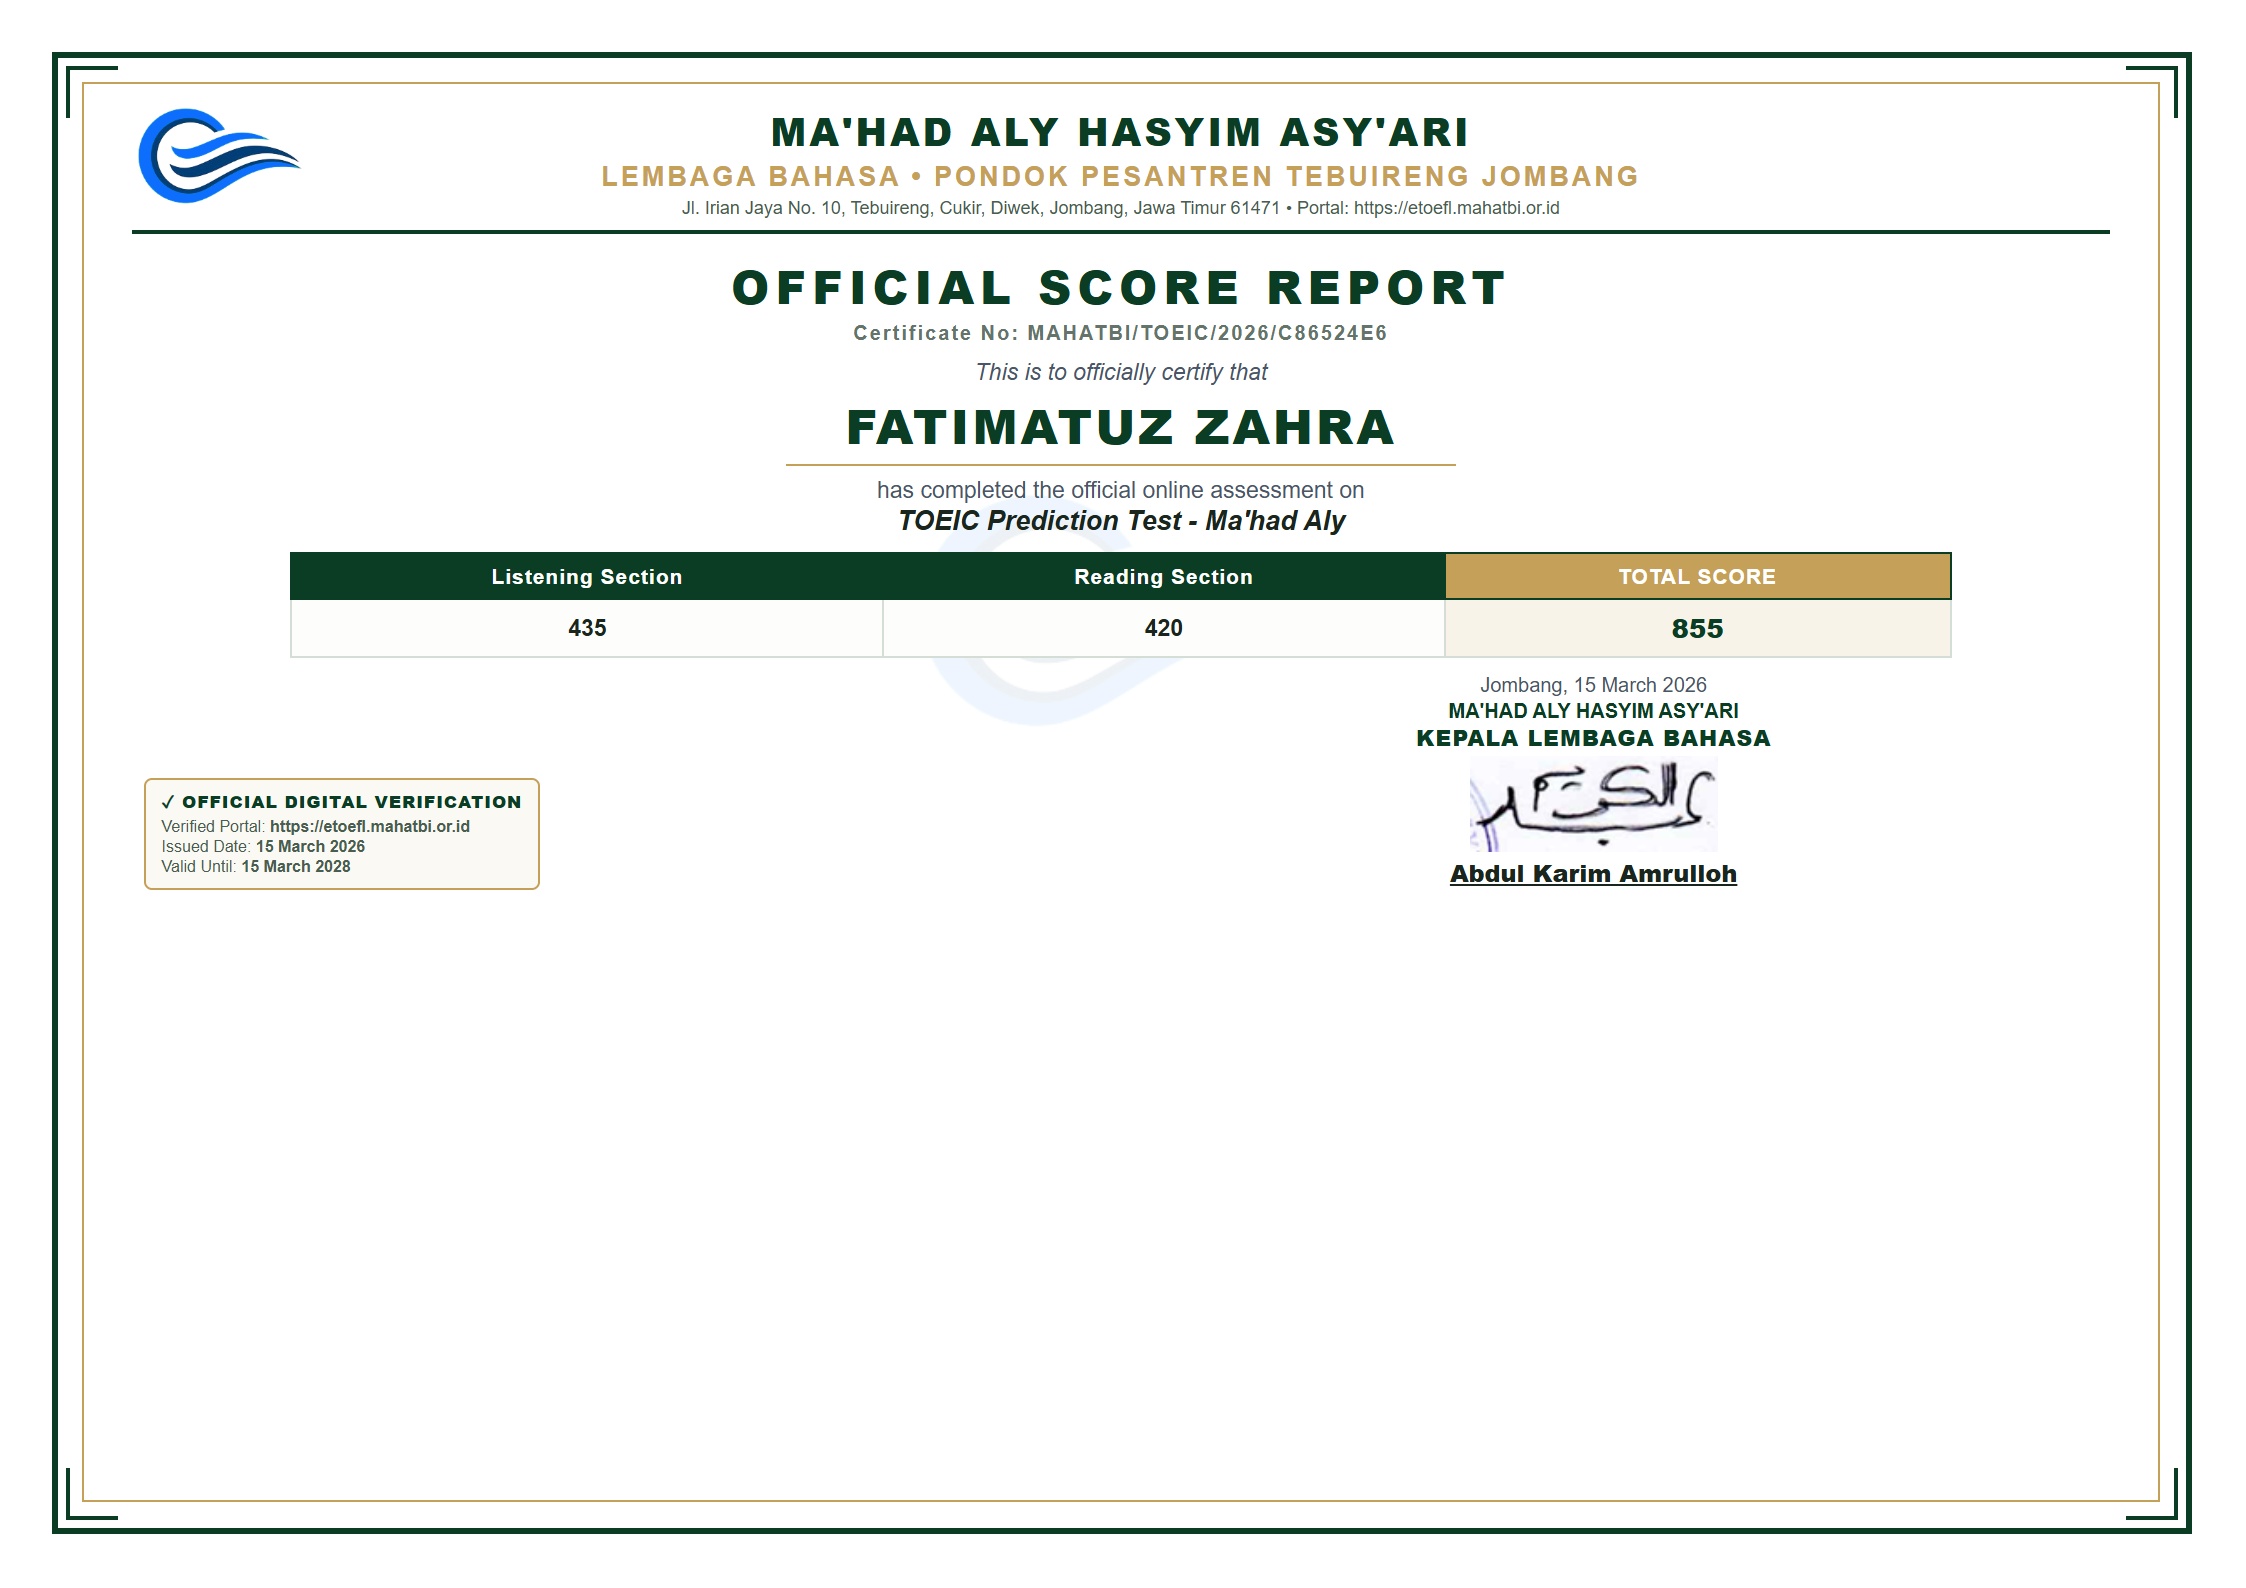 MA'HAD ALY HASYIM ASY'ARI
LEMBAGA BAHASA • PONDOK PESANTREN TEBUIRENG JOMBANG
Jl. Irian Jaya No. 10, Tebuireng, Cukir, Diwek, Jombang, Jawa Timur 61471 • Portal: https://etoefl.mahatbi.or.id
OFFICIAL SCORE REPORT
Certificate No: MAHATBI/TOEIC/2026/C86524E6
This is to officially certify that
FATIMATUZ ZAHRA
has completed the official online assessment on
TOEIC Prediction Test - Ma'had Aly
Listening Section Reading Section TOTAL SCORE
435 420 855
Jombang, 15 March 2026
MA'HAD ALY HASYIM ASY'ARI
KEPALA LEMBAGA BAHASA
Abdul Karim Amrulloh
✓ OFFICIAL DIGITAL VERIFICATION
Verified Portal: https://etoefl.mahatbi.or.id
Issued Date: 15 March 2026
Valid Until: 15 March 2028